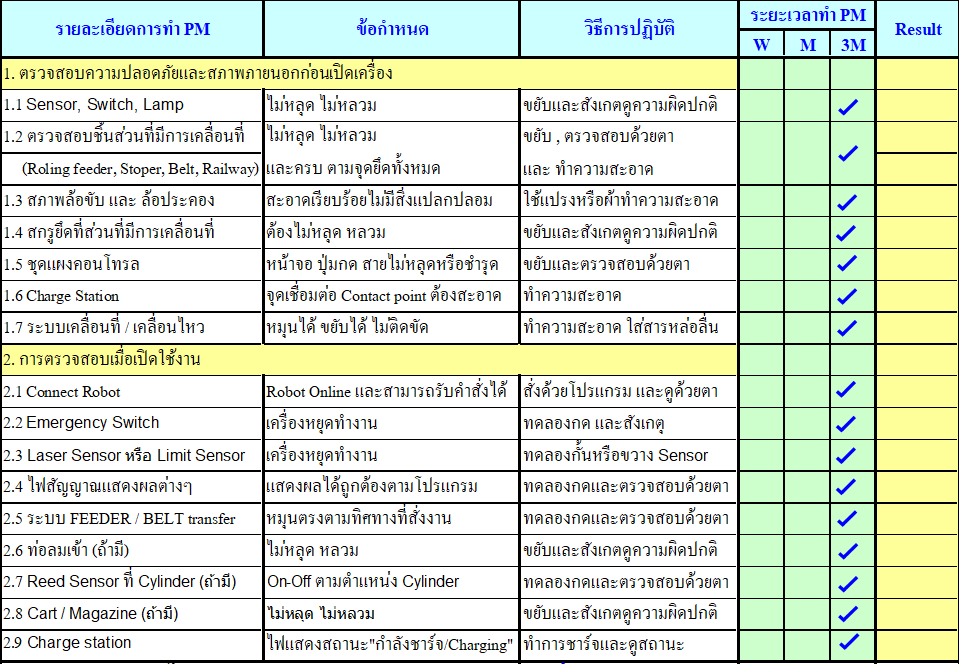 รายละเอียดการทำ PM ข้อกำหนด วิธีการปฏิบัติ ระยะเวลาทำ PM Result
W M 3M
1. ตรวจสอบความปลอดภัยและสภาพภายนอกก่อนเปิดเครื่อง
1.1 Sensor, Switch, Lamp ไม่หลุด ไม่หลวม ขยับและสังเกตดูความผิดปกติ ✓
1.2 ตรวจสอบชิ้นส่วนที่มีการเคลื่อนที่ ไม่หลุด ไม่หลวม ขยับ , ตรวจสอบด้วยตา ✓
(Roling feeder, Stoper, Belt, Railway) และครบ ตามจุดยึดทั้งหมด และ ทำความสะอาด
1.3 สภาพล้อขับ และ ล้อประคอง สะอาดเรียบร้อยไม่มีสิ่งแปลกปลอม ใช้แปรงหรือผ้าทำความสะอาด ✓
1.4 สกรูยึดที่ส่วนที่มีการเคลื่อนที่ ต้องไม่หลุด หลวม ขยับและสังเกตดูความผิดปกติ ✓
1.5 ชุดแผงคอนโทรล หน้าจอ ปุ่มกด สายไม่หลุดหรือชำรุด ขยับและตรวจสอบด้วยตา ✓
1.6 Charge Station จุดเชื่อมต่อ Contact point ต้องสะอาด ทำความสะอาด ✓
1.7 ระบบเคลื่อนที่ / เคลื่อนไหว หมุนได้ ขยับได้ ไม่ติดขัด ทำความสะอาด ใส่สารหล่อลื่น ✓
2. การตรวจสอบเมื่อเปิดใช้งาน
2.1 Connect Robot Robot Online และสามารถรับคำสั่งได้ สั่งด้วยโปรแกรม และดูด้วยตา ✓
2.2 Emergency Switch เครื่องหยุดทำงาน ทดลองกด และสังเกตุ ✓
2.3 Laser Sensor หรือ Limit Sensor เครื่องหยุดทำงาน ทดลองกั้นหรือขวาง Sensor ✓
2.4 ไฟสัญญาณแสดงผลต่างๆ แสดงผลได้ถูกต้องตามโปรแกรม ทดลองกดและตรวจสอบด้วยตา ✓
2.5 ระบบ FEEDER / BELT transfer หมุนตรงตามทิศทางที่สั่งงาน ทดลองกดและตรวจสอบด้วยตา ✓
2.6 ท่อลมเข้า (ถ้ามี) ไม่หลุด หลวม ขยับและสังเกตดูความผิดปกติ ✓
2.7 Reed Sensor ที่ Cylinder (ถ้ามี) On-Off ตามตำแหน่ง Cylinder ทดลองกดและตรวจสอบด้วยตา ✓
2.8 Cart / Magazine (ถ้ามี) ไม่หลุด ไม่หลวม ขยับและสังเกตดูความผิดปกติ ✓
2.9 Charge station ไฟแสดงสถานะ"กำลังชาร์จ/Charging" ทำการชาร์จและดูสถานะ ✓